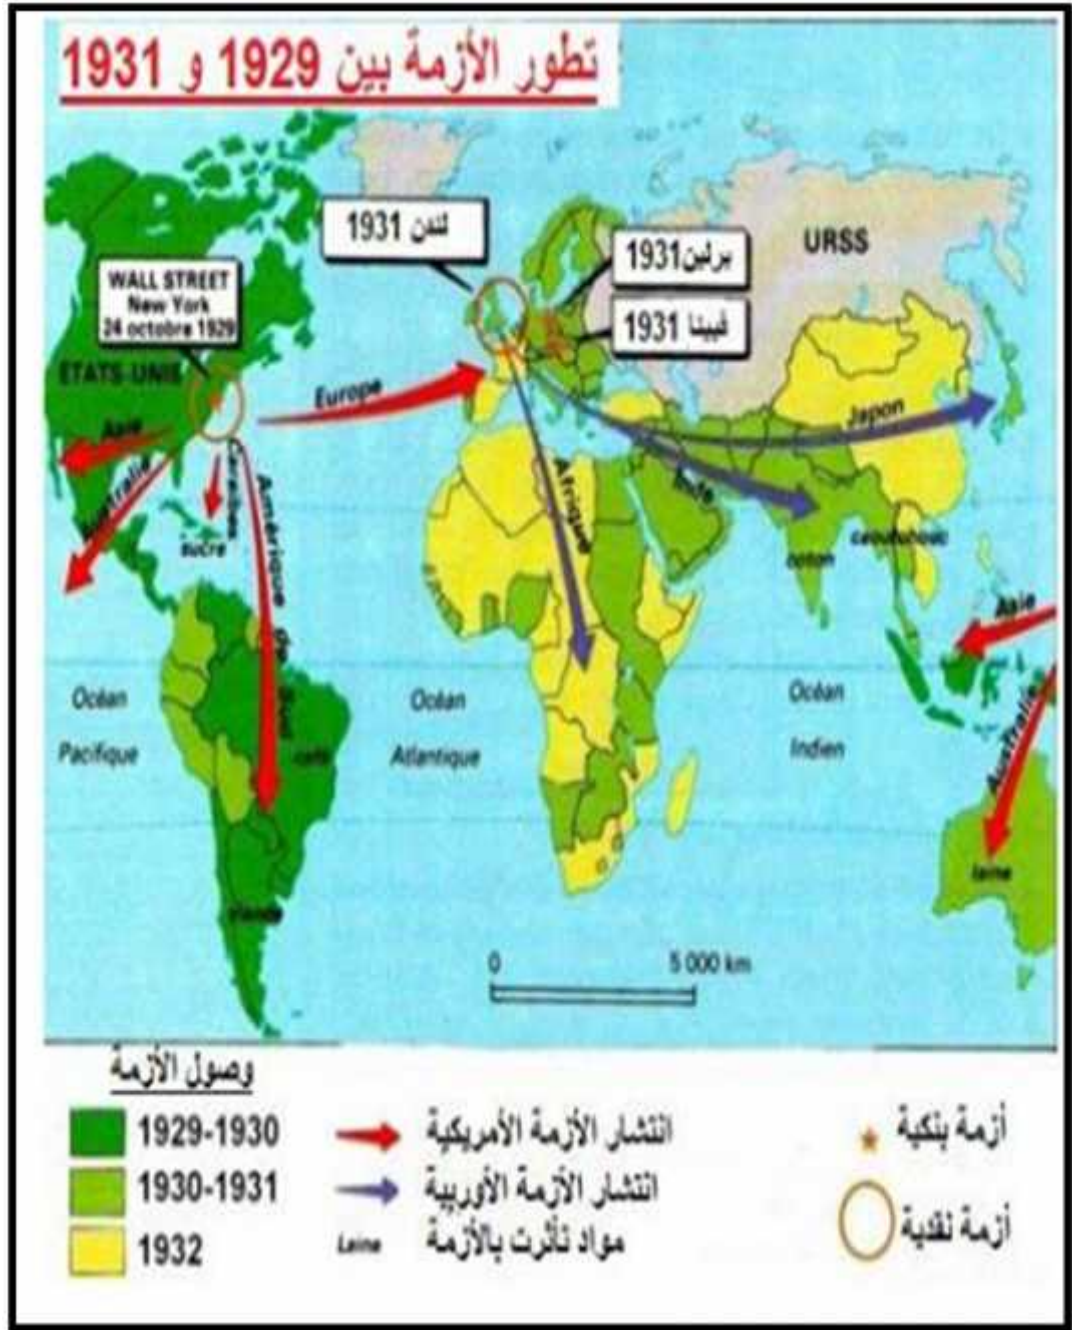 تطور الأزمة بين 1929 و 1931
لندن 1931
برلين 1931
فيينا 1931
URSS
WALL STREET
New York
24 octobre 1929
ETATS-UNIS
Europe
Japon
Asie
Australie
Caraïbes
Amérique du Sud
Afrique
Inde
sucre
coton
caoutchouc
Asie
Australie
Océan
Pacifique
Océan
Atlantique
Océan
Indien
café
viande
laine
0 5 000 km
وصول الأزمة
1929-1930
1930-1931
1932
انتشار الأزمة الأمريكية
انتشار الأزمة الأوربية
Laine مواد تأثرت بالأزمة
أزمة بنكية
أزمة نقدية